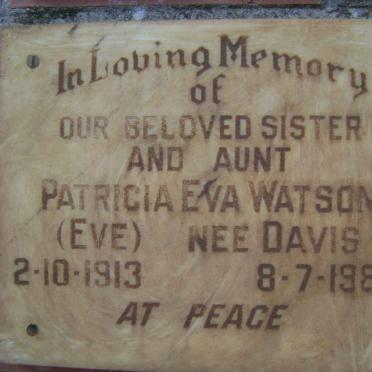 In Loving Memory
of
OUR BELOVED SISTER
AND AUNT
PATRICIA EVA WATSON
(EVE) NEE DAVIS
2-10-1913 8-7-198
AT PEACE